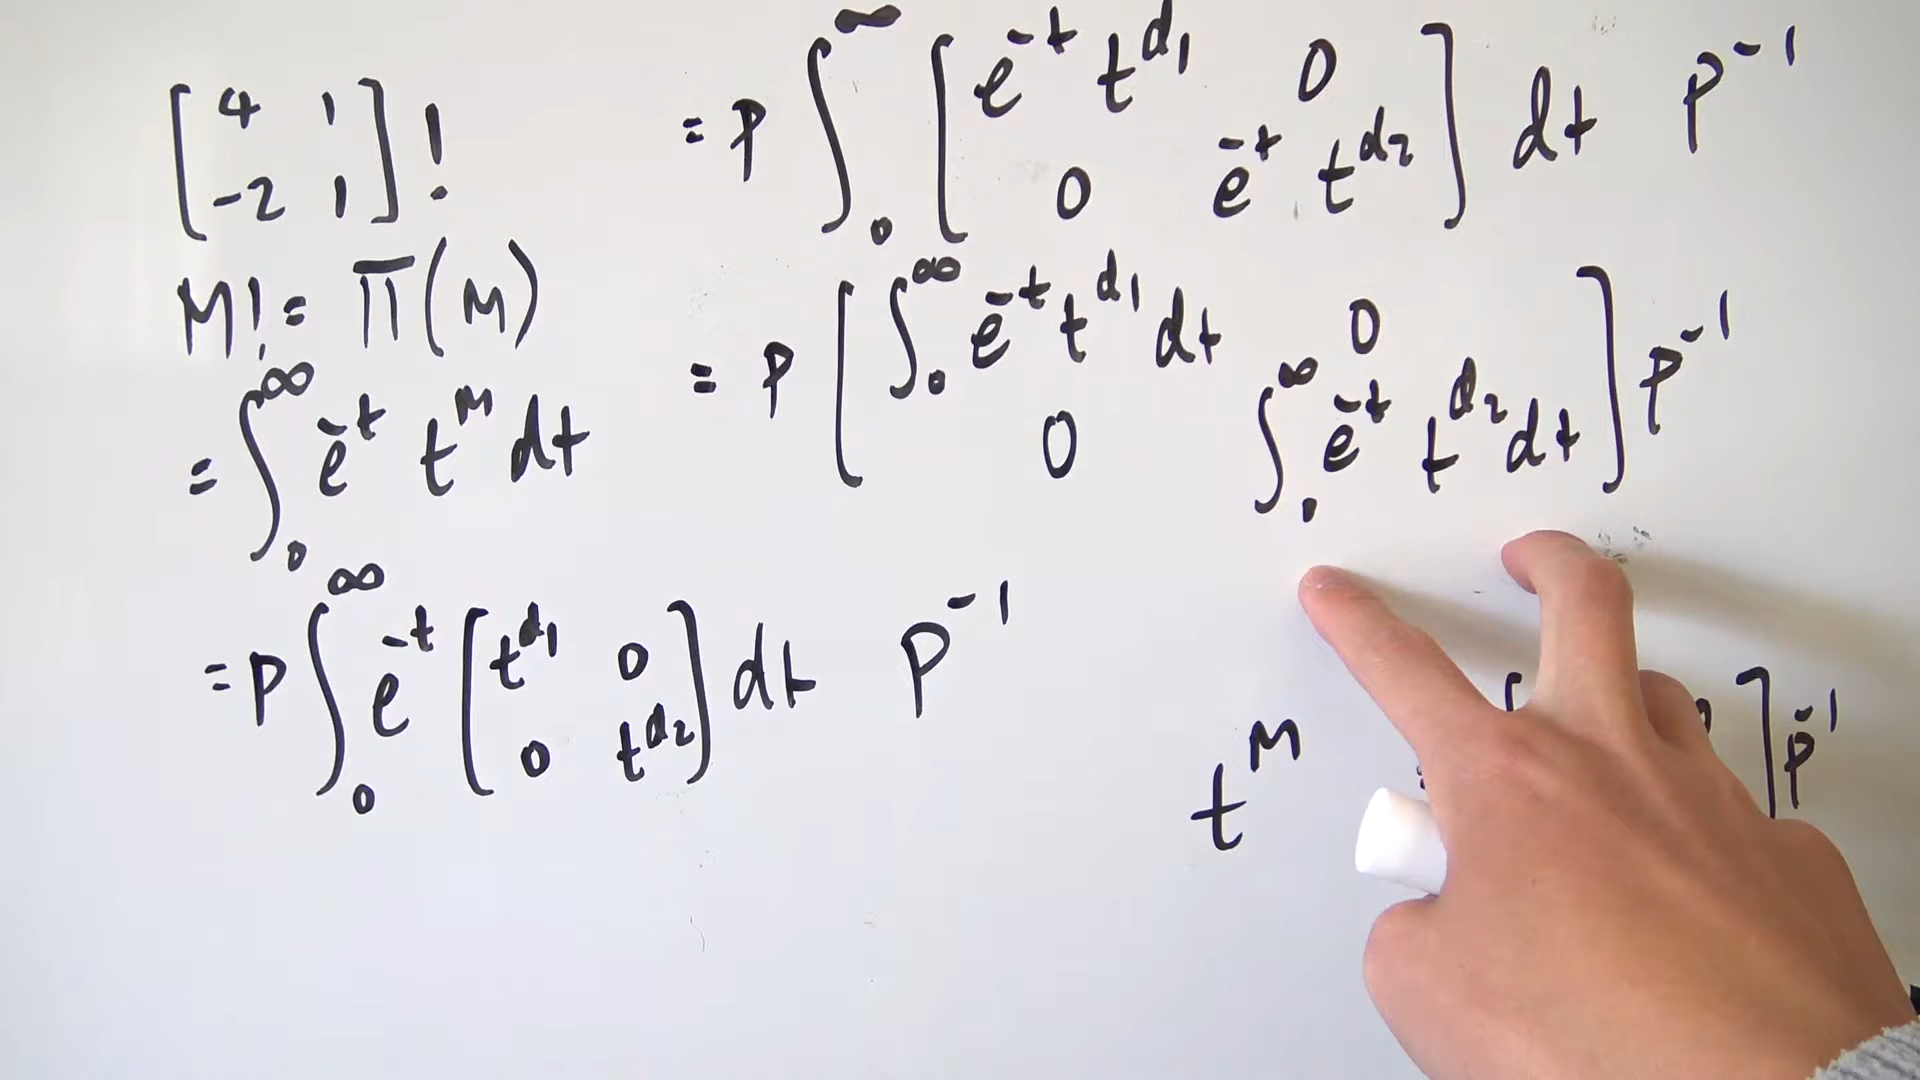 [4 1
-2 1]!
M! = Π(M)
= ∫₀^∞ e^-t t^M dt
= P ∫₀^∞ e^-t [t^d₁ 0
0 t^d₂] dt P^-1
= P ∫₀^∞ [e^-t t^d₁ 0
0 e^-t t^d₂] dt P^-1
= P [∫₀^∞ e^-t t^d₁ dt 0
0 ∫₀^∞ e^-t t^d₂ dt] P^-1
t^M ] P^-1